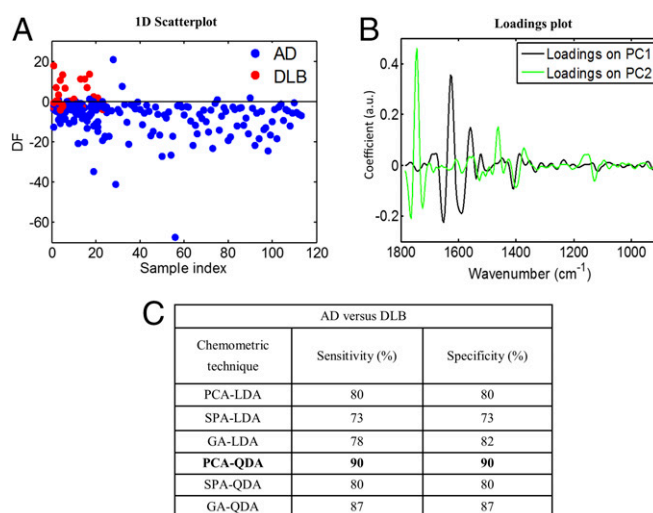 1D Scatterplot
A
AD
DLB
20
0
-20
-40
-60
DF
0 20 40 60 80 100 120
Sample index
Loadings plot
B
Loadings on PC1
Loadings on PC2
0.4
0.2
0
-0.2
Coefficient (a.u.)
1800 1600 1400 1200 1000
Wavenumber (cm-1)
C
AD versus DLB
Chemometric technique Sensitivity (%) Specificity (%)
PCA-LDA 80 80
SPA-LDA 73 73
GA-LDA 78 82
PCA-QDA 90 90
SPA-QDA 80 80
GA-QDA 87 87